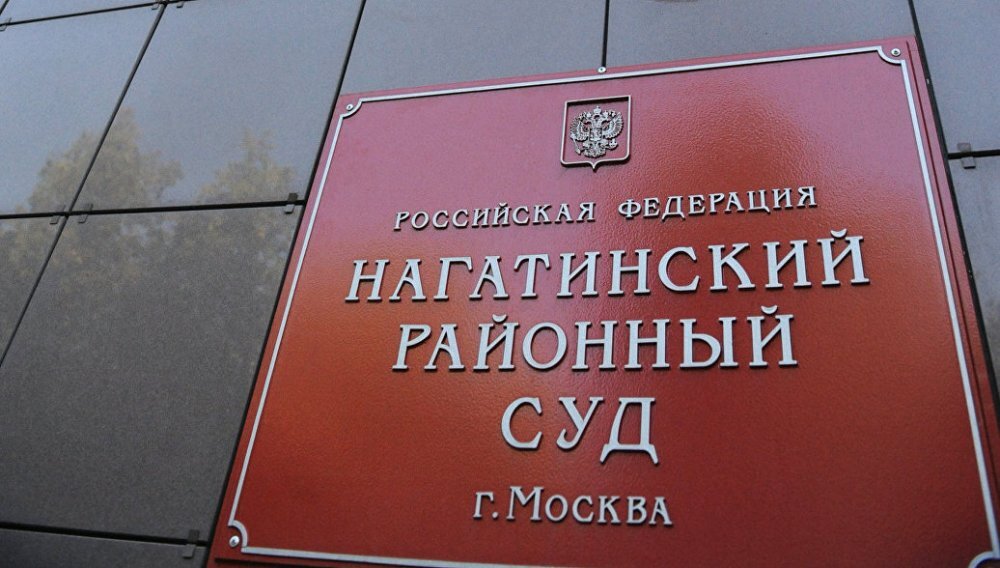 РОССИЙСКАЯ ФЕДЕРАЦИЯ
НАГАТИНСКИЙ
РАЙОННЫЙ
СУД
г. МОСКВА